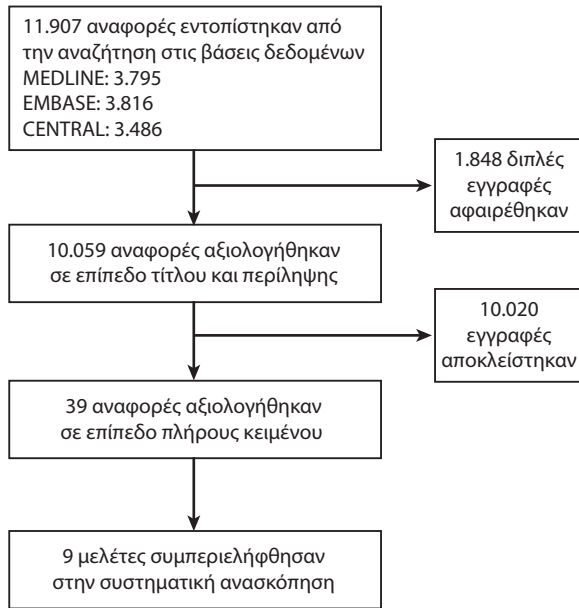 11.907 αναφορές εντοπίστηκαν από
την αναζήτηση στις βάσεις δεδομένων
MEDLINE: 3.795
EMBASE: 3.816
CENTRAL: 3.486
1.848 διπλές
εγγραφές
αφαιρέθηκαν
10.059 αναφορές αξιολογήθηκαν
σε επίπεδο τίτλου και περίληψης
10.020
εγγραφές
αποκλείστηκαν
39 αναφορές αξιολογήθηκαν
σε επίπεδο πλήρους κειμένου
9 μελέτες συμπεριελήφθησαν
στην συστηματική ανασκόπηση